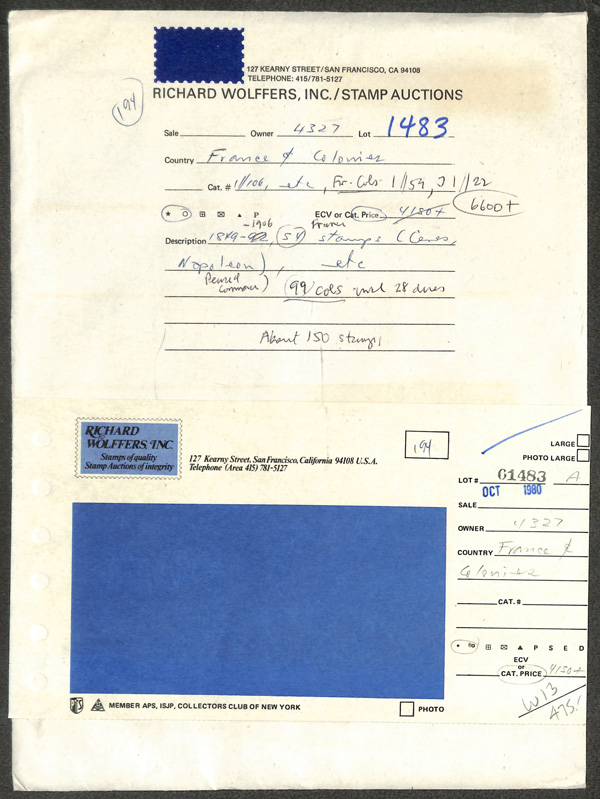 127 KEARNY STREET/SAN FRANCISCO, CA 94108
TELEPHONE: 415/781-5127
RICHARD WOLFFERS, INC./STAMP AUCTIONS
194
Sale Owner 4327 Lot 1483
Country France & Colonies
Cat. # 1//106, etc, Fr. Cols 1//59, J1//22
ECV or Cat. Price 4150+ 6600+
-1906 France
Description 1849-92, (54) stamps (Ceres,
Napoleon), etc
Peace & Commerce)
(99 cols incl 28 dues
About 150 stamps
RICHARD WOLFFERS, INC.
Stamps of quality
Stamp Auctions of integrity
127 Kearny Street, San Francisco, California 94108 U.S.A.
Telephone (Area 415) 781-5127
194
LARGE
PHOTO LARGE
LOT # 01483 A
OCT 1980
SALE
OWNER 4327
COUNTRY France &
Colonies
CAT. #
P S E D
ECV
or
CAT. PRICE 4150+
W13
475!
MEMBER APS, ISJP, COLLECTORS CLUB OF NEW YORK
PHOTO